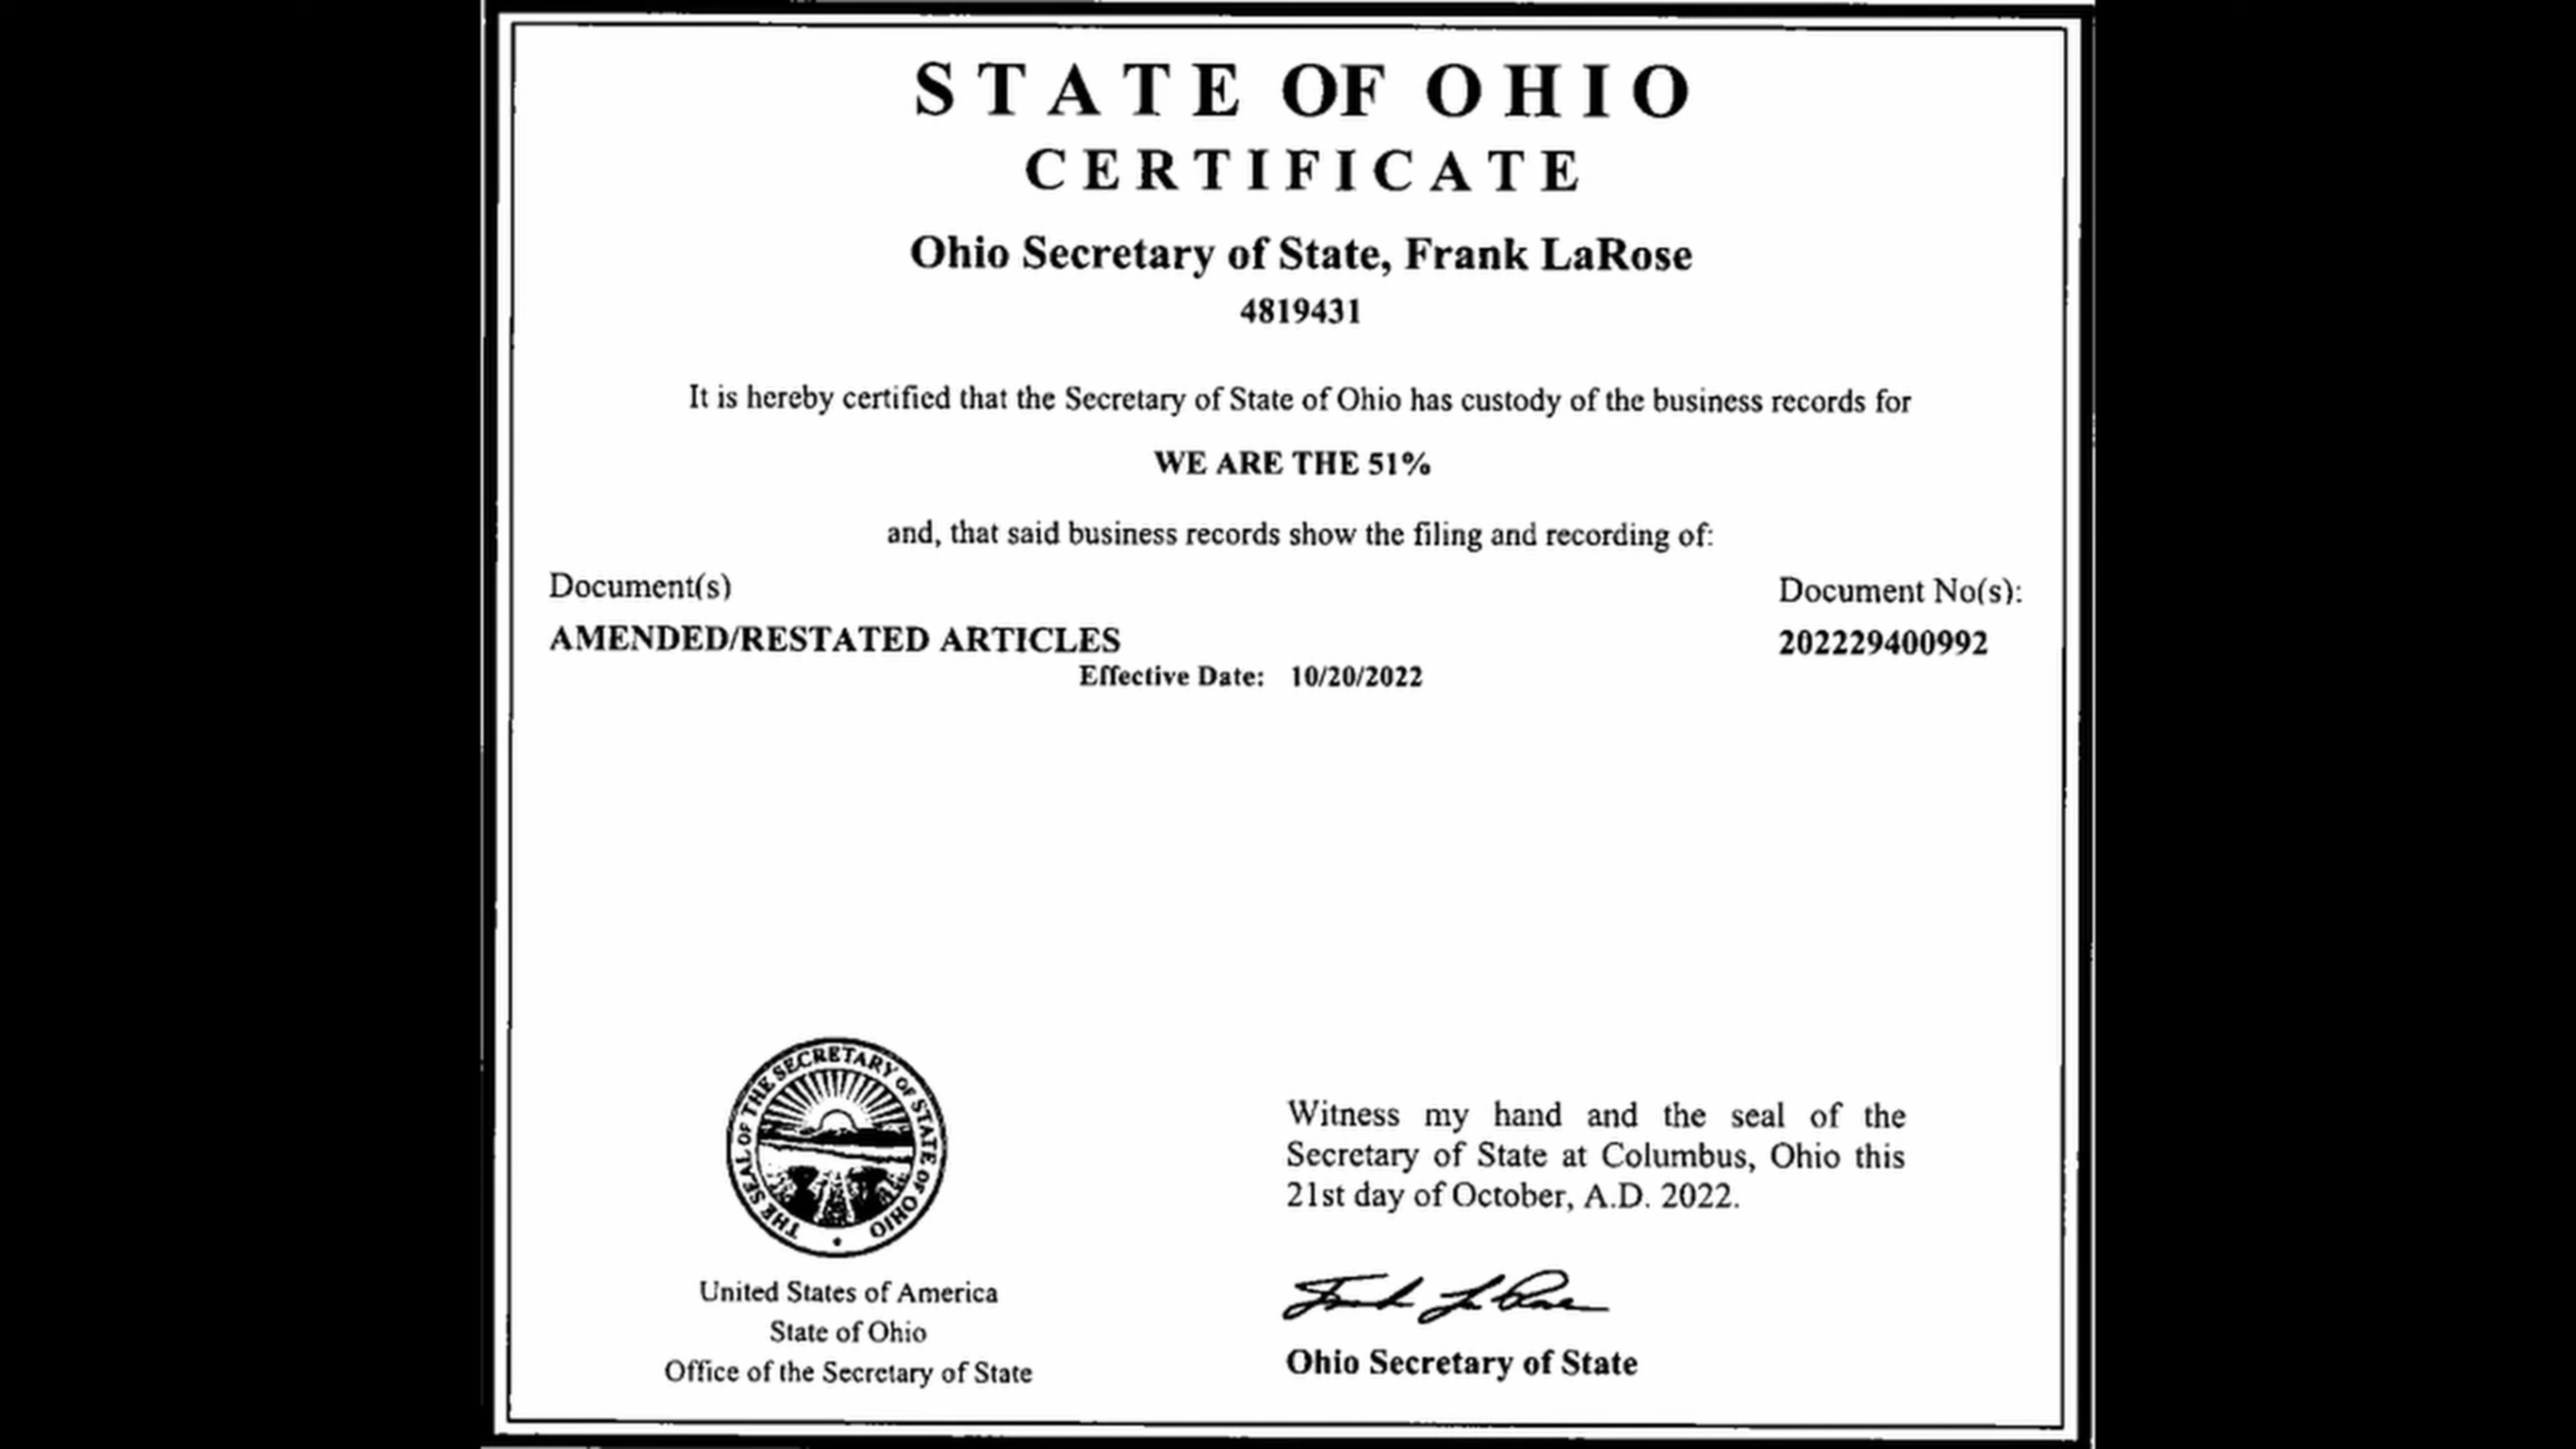 STATE OF OHIO
CERTIFICATE
Ohio Secretary of State, Frank LaRose
4819431
It is hereby certified that the Secretary of State of Ohio has custody of the business records for
WE ARE THE 51%
and, that said business records show the filing and recording of:
Document(s)
Document No(s):
AMENDED/RESTATED ARTICLES
202229400992
Effective Date: 10/20/2022
THE SEAL OF THE SECRETARY OF STATE OF OHIO
United States of America
State of Ohio
Office of the Secretary of State
Witness my hand and the seal of the
Secretary of State at Columbus, Ohio this
21st day of October, A.D. 2022.
Frank LaRose
Ohio Secretary of State